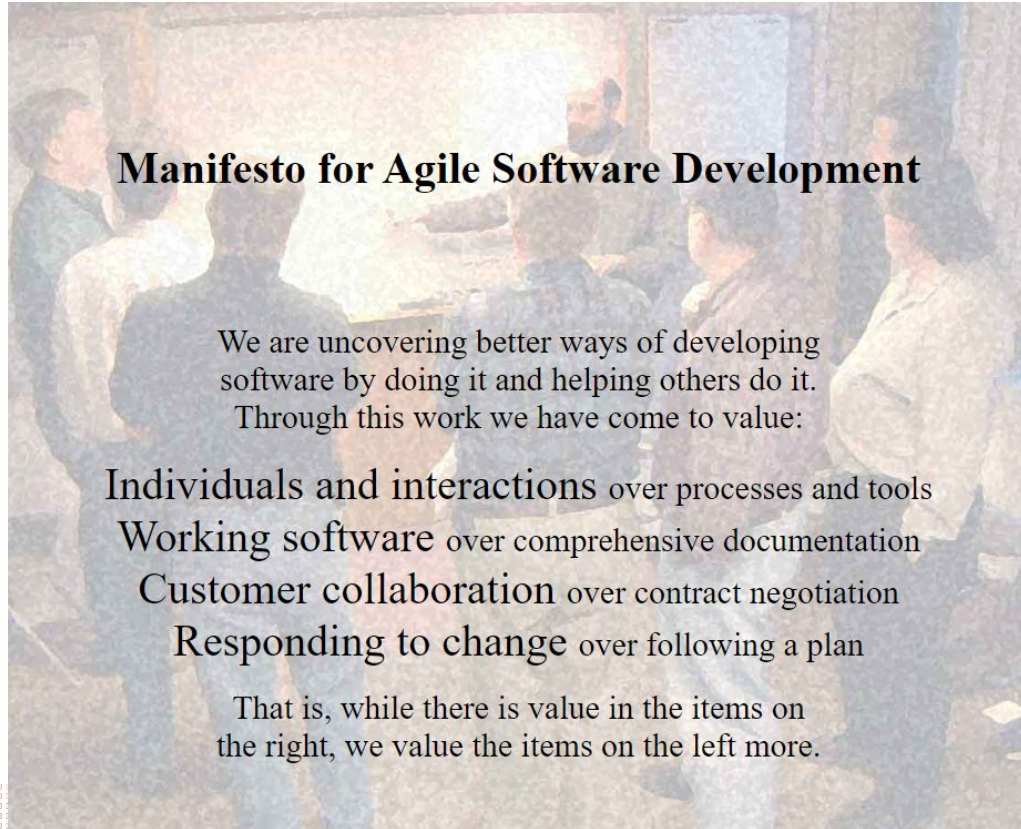 Manifesto for Agile Software Development
We are uncovering better ways of developing
software by doing it and helping others do it.
Through this work we have come to value:
Individuals and interactions over processes and tools
Working software over comprehensive documentation
Customer collaboration over contract negotiation
Responding to change over following a plan
That is, while there is value in the items on
the right, we value the items on the left more.